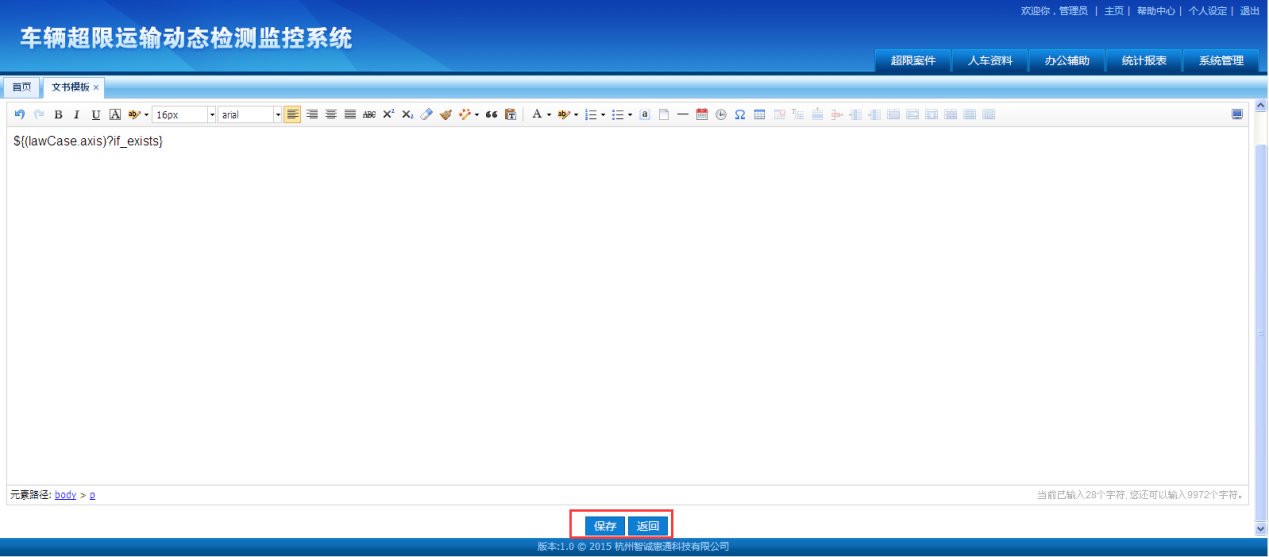 欢迎你，管理员 | 主页 | 帮助中心 | 个人设定 | 退出
车辆超限运输动态检测监控系统
超限案件 人车资料 办公辅助 统计报表 系统管理
首页 文书模板 ×
B I U A 16px arial ABC X² X₂ A a Ω
${(lawCase.axis)?if_exists}
元素路径: body > p 当前已输入28个字符,您还可以输入9972个字符。
保存 返回
版本:1.0 © 2015 杭州智诚惠通科技有限公司